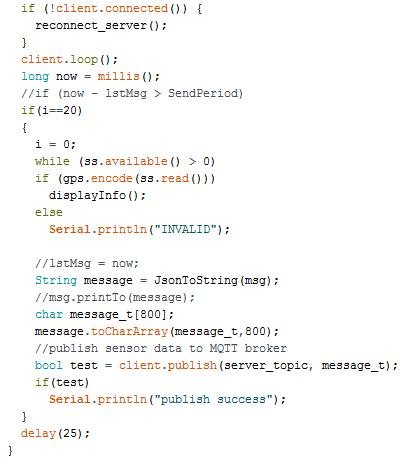 if (!client.connected()) {
reconnect_server();
}
client.loop();
long now = millis();
//if (now - lstMsg > SendPeriod)
if(i==20)
{
i = 0;
while (ss.available() > 0)
if (gps.encode(ss.read()))
displayInfo();
else
Serial.println("INVALID");
//lstMsg = now;
String message = JsonToString(msg);
//msg.printTo(message);
char message_t[800];
message.toCharArray(message_t,800);
//publish sensor data to MQTT broker
bool test = client.publish(server_topic, message_t);
if(test)
Serial.println("publish success");
}
delay(25);
}